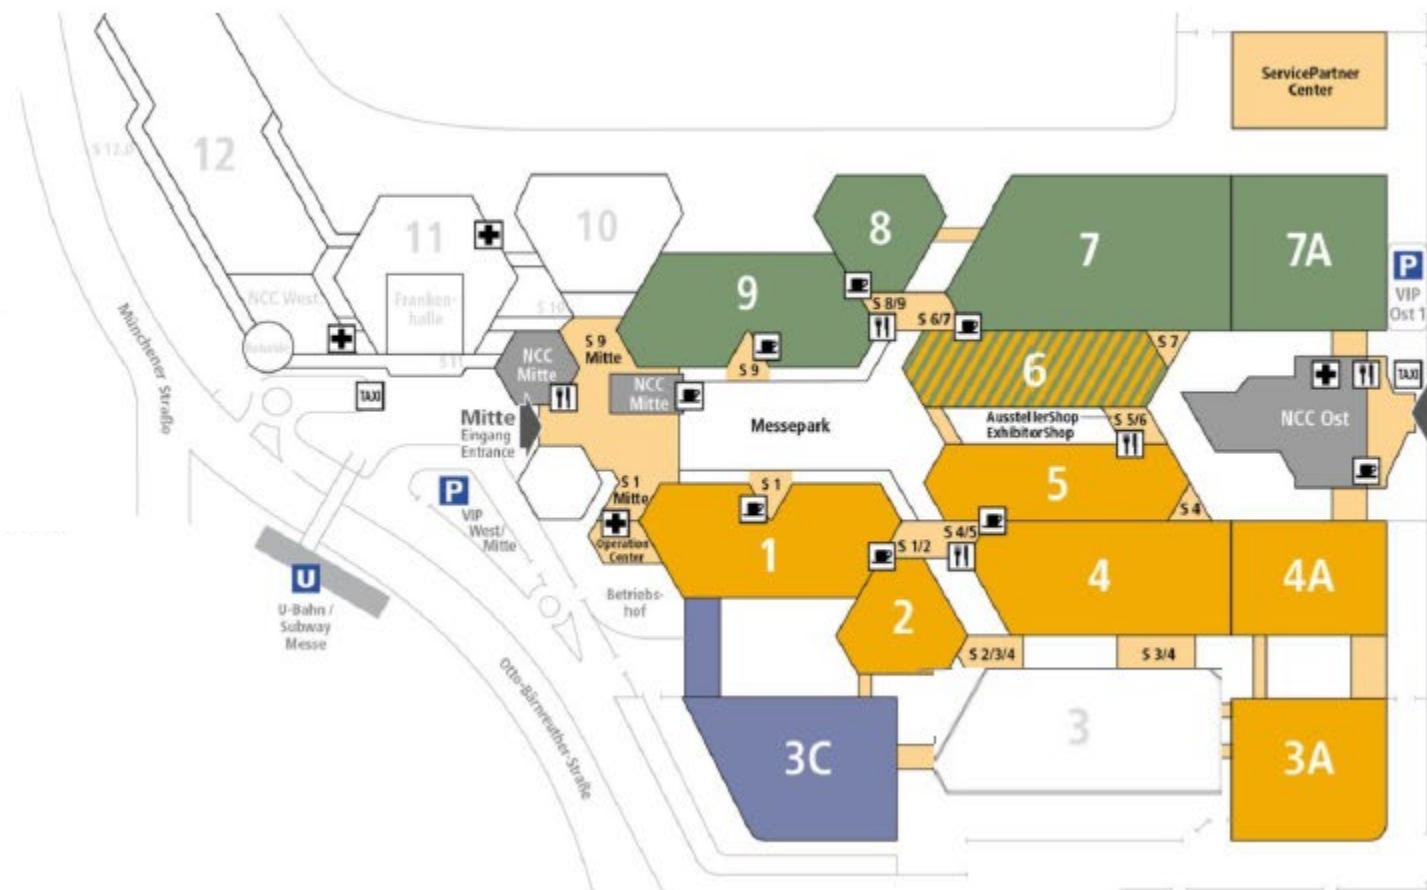 ServicePartner
Center
12
S 12.0
11
10
8
7
7A
9
P
VIP
Ost 1
NCC West
Franken-
halle
S 10
S 8/9
S 6/7
S 9
Mitte
S 11
NCC
Mitte
S 9
NCC
Mitte
6
S 7
TAXI
TAXI
Münchener Straße
Mitte
Eingang
Entrance
Messepark
AusstellerShop
ExhibitorShop
S 5/6
NCC Ost
P
VIP
West/
Mitte
S 1
Mitte
S 1
5
S 4
Operation
Center
1
S 1/2
S 4/5
4
4A
U
U-Bahn /
Subway
Messe
Betriebs-
hof
2
S 2/3/4
S 3/4
Otto-Bärnreuther-Straße
3C
3
3A